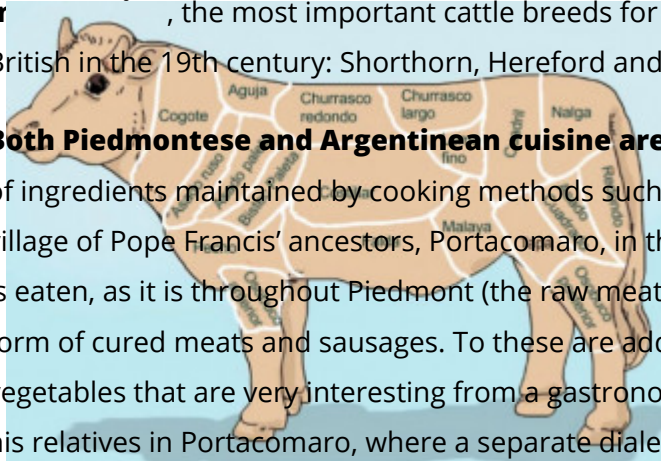 , the most important cattle breeds for
British in the 19th century: Shorthorn, Hereford and
Both Piedmontese and Argentinean cuisine are
of ingredients maintained by cooking methods such
village of Pope Francis’ ancestors, Portacomaro, in th
s eaten, as it is throughout Piedmont (the raw meat
orm of cured meats and sausages. To these are add
vegetables that are very interesting from a gastrono
his relatives in Portacomaro, where a separate diale
Cogote
Aguja
Churrasco
redondo
Churrasco
largo
fino
Nalga
Malaya